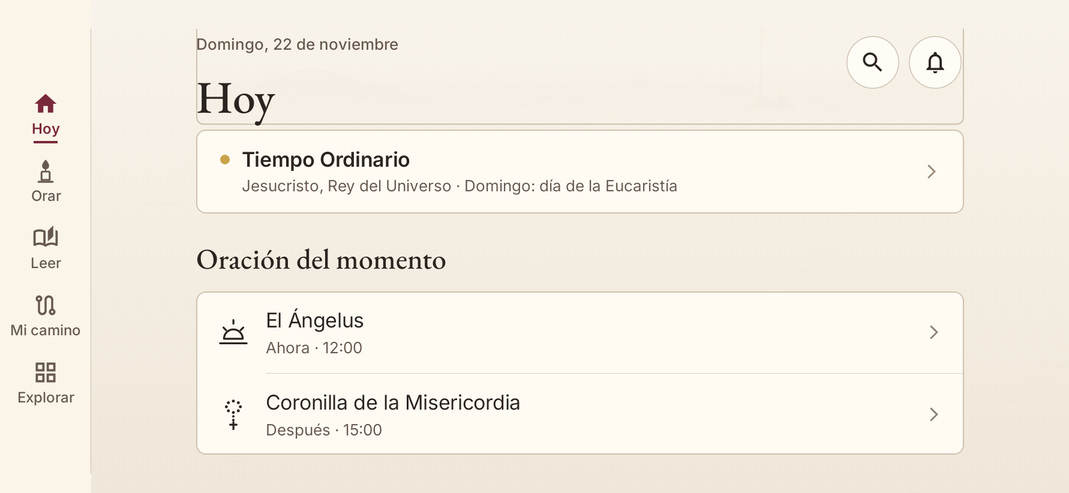 Domingo, 22 de noviembre
Hoy
Hoy
Orar
Leer
Mi camino
Explorar
Tiempo Ordinario
Jesucristo, Rey del Universo · Domingo: día de la Eucaristía
Oración del momento
El Ángelus
Ahora · 12:00
Coronilla de la Misericordia
Después · 15:00